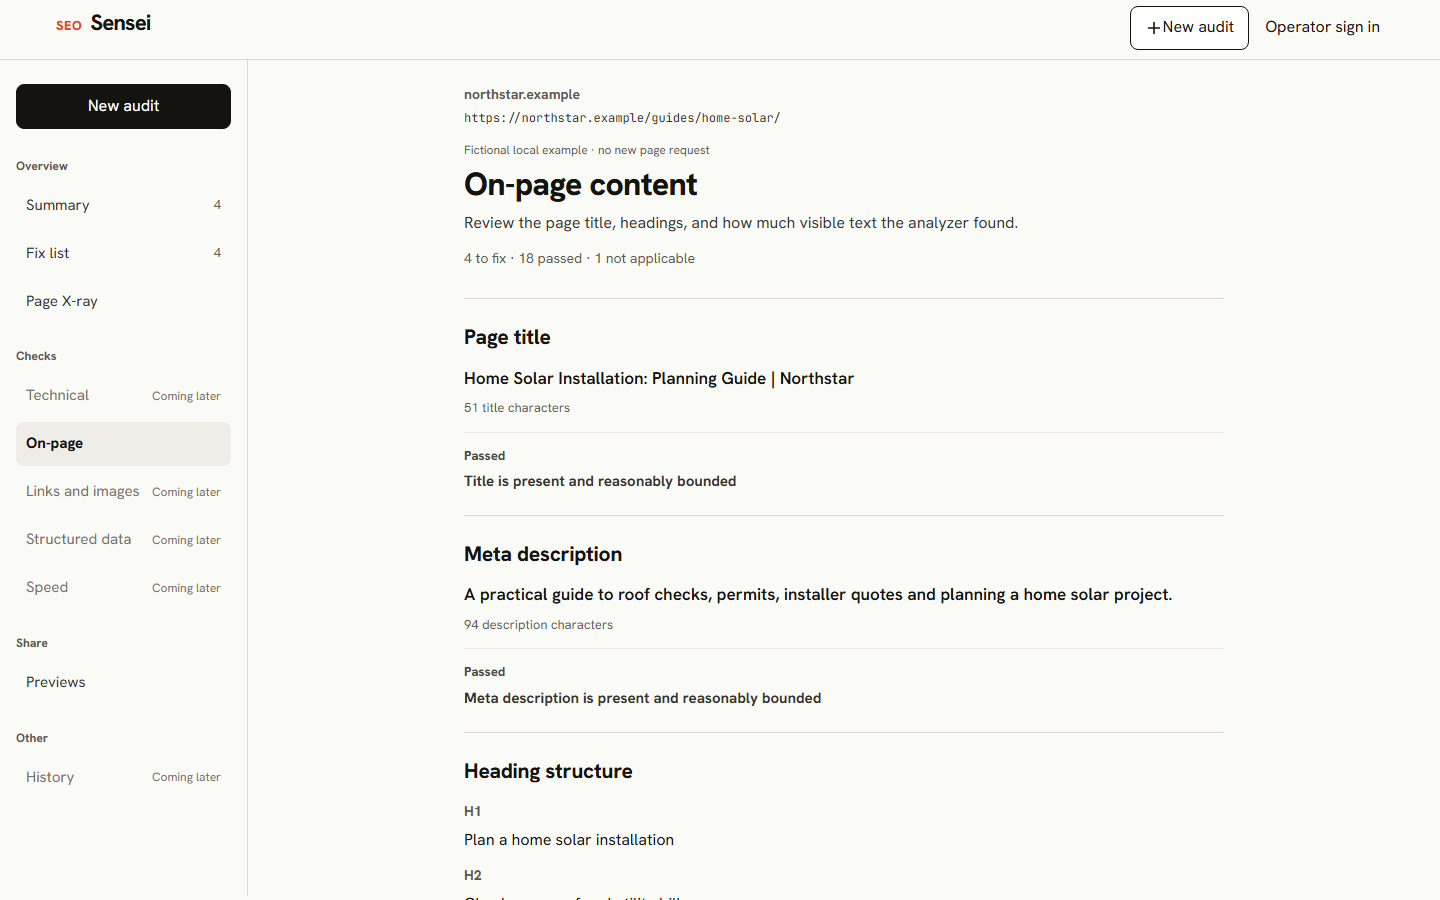 SEO Sensei
+ New audit
Operator sign in
New audit
Overview
Summary 4
Fix list 4
Page X-ray
Checks
Technical Coming later
On-page
Links and images Coming later
Structured data Coming later
Speed Coming later
Share
Previews
Other
History Coming later
northstar.example
https://northstar.example/guides/home-solar/
Fictional local example · no new page request
On-page content
Review the page title, headings, and how much visible text the analyzer found.
4 to fix · 18 passed · 1 not applicable
Page title
Home Solar Installation: Planning Guide | Northstar
51 title characters
Passed
Title is present and reasonably bounded
Meta description
A practical guide to roof checks, permits, installer quotes and planning a home solar project.
94 description characters
Passed
Meta description is present and reasonably bounded
Heading structure
H1
Plan a home solar installation
H2